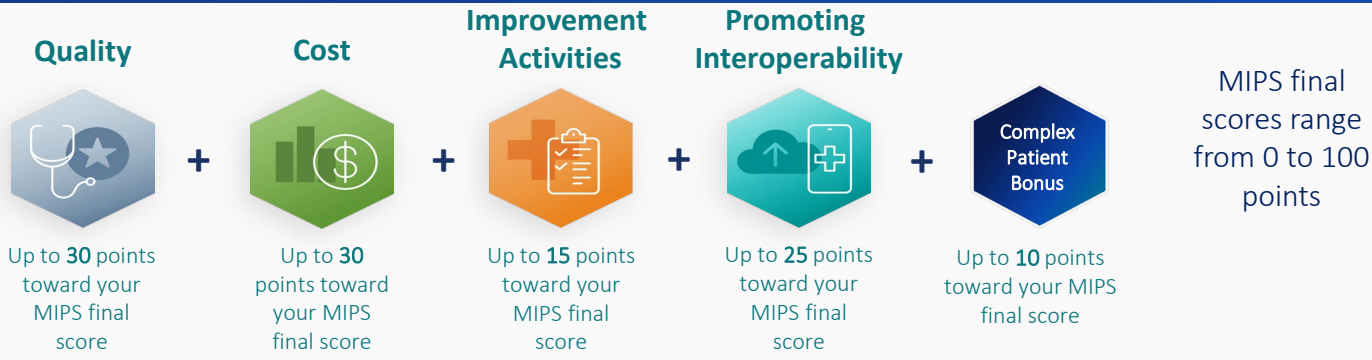 Quality
Up to 30 points
toward your
MIPS final
score
+
Cost
$
Up to 30
points toward
your MIPS
final score
+
Improvement
Activities
Up to 15 points
toward your
MIPS final
score
+
Promoting
Interoperability
Up to 25 points
toward your
MIPS final
score
+
Complex
Patient
Bonus
Up to 10 points
toward your MIPS
final score
MIPS final
scores range
from 0 to 100
points